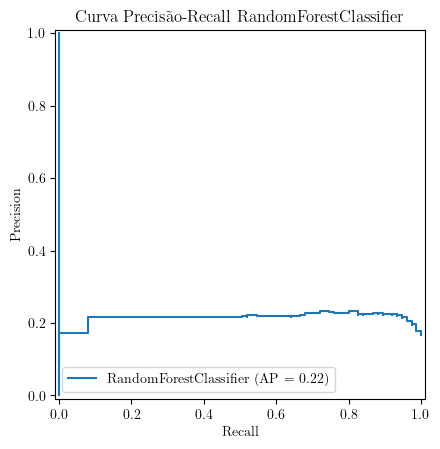 Curva Precisão-Recall RandomForestClassifier
1.0
0.8
0.6
0.4
0.2
0.0
Precision
RandomForestClassifier (AP = 0.22)
0.0 0.2 0.4 0.6 0.8 1.0
Recall